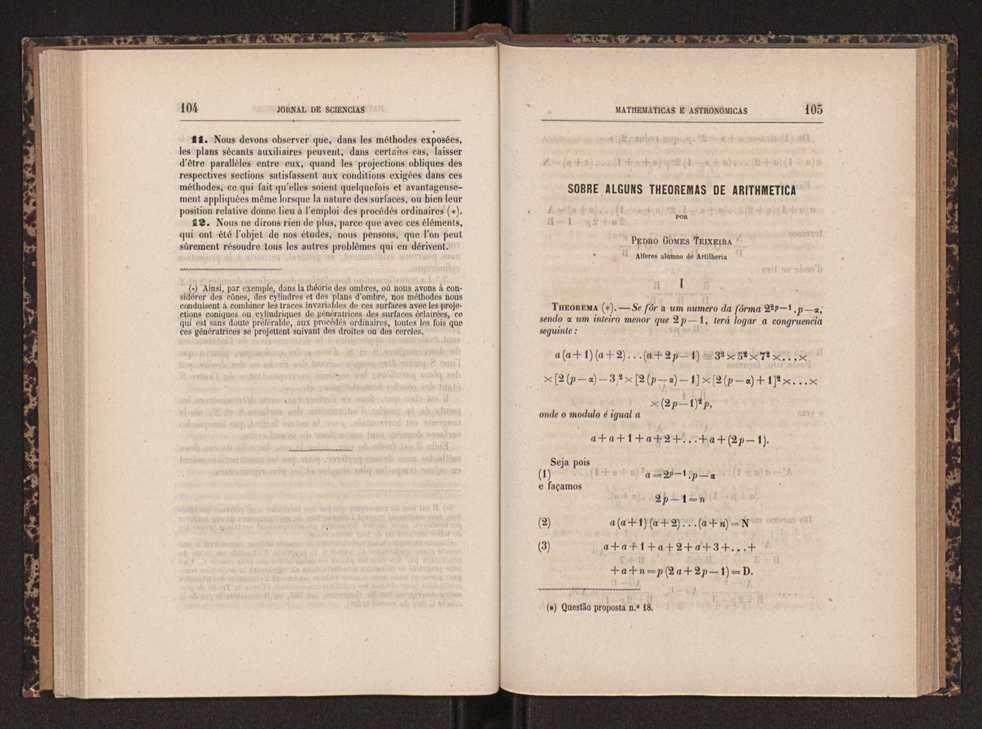 104
JORNAL DE SCIENCIAS
11. Nous devons observer que, dans les méthodes exposées,
les plans sécants auxiliaires peuvent, dans certains cas, laisser
d'être parallèles entre eux, quand les projections obliques des
respectives sections satisfassent aux conditions exigées dans ces
méthodes, ce qui fait qu'elles soient quelquefois et avantageuse-
ment appliquées même lorsque la nature des surfaces, ou bien leur
position relative donne lieu à l'emploi des procédés ordinaires (*).
12. Nous ne dirons rien de plus, parce que avec ces éléments,
qui ont été l'objet de nos études, nous pensons, que l'on peut
sûrement résoudre tous les autres problèmes qui en dérivent.
(*) Ainsi, par exemple, dans la théorie des ombres, où nous avons à con-
sidérer des cônes, des cylindres et des plans d'ombre, nos méthodes nous
conduisent à combiner les traces invariables de ces surfaces avec les proje-
ctions coniques ou cylindriques de génératrices des surfaces éclairées, ce
qui est sans doute préférable, aux procédés ordinaires, toutes les fois que
ces génératrices se projettent suivant des droites ou des cercles.
MATHEMATICAS E ASTRONOMICAS
105
SOBRE ALGUNS THEOREMAS DE ARITHMETICA
POR
PEDRO GOMES TEIXEIRA
Alferes alumno de Artilheria
I
THEOREMA (*).—Se fôr a um numero da fórma 2^{2p−1}.p−α,
sendo α um inteiro menor que 2p−1, terá logar a congruencia
seguinte:
a(a+1)(a+2)...(a+2p−1)≡3²×5²×7²×...×
×[2(p−α)−3]²×[2(p−α)−1]×[2(p−α)+1]²×...×
×(2p−1)²p,
onde o modulo é igual a
a+a+1+a+2+...+a+(2p−1).
Seja pois
(1) a=2^{2p−1}.p−α
e façamos
2p−1=n
(2) a(a+1)(a+2)...(a+n)=N
(3) a+a+1+a+2+a+3+...+
+a+n=p(2a+2p−1)=D.
(*) Questão proposta n.º 18.